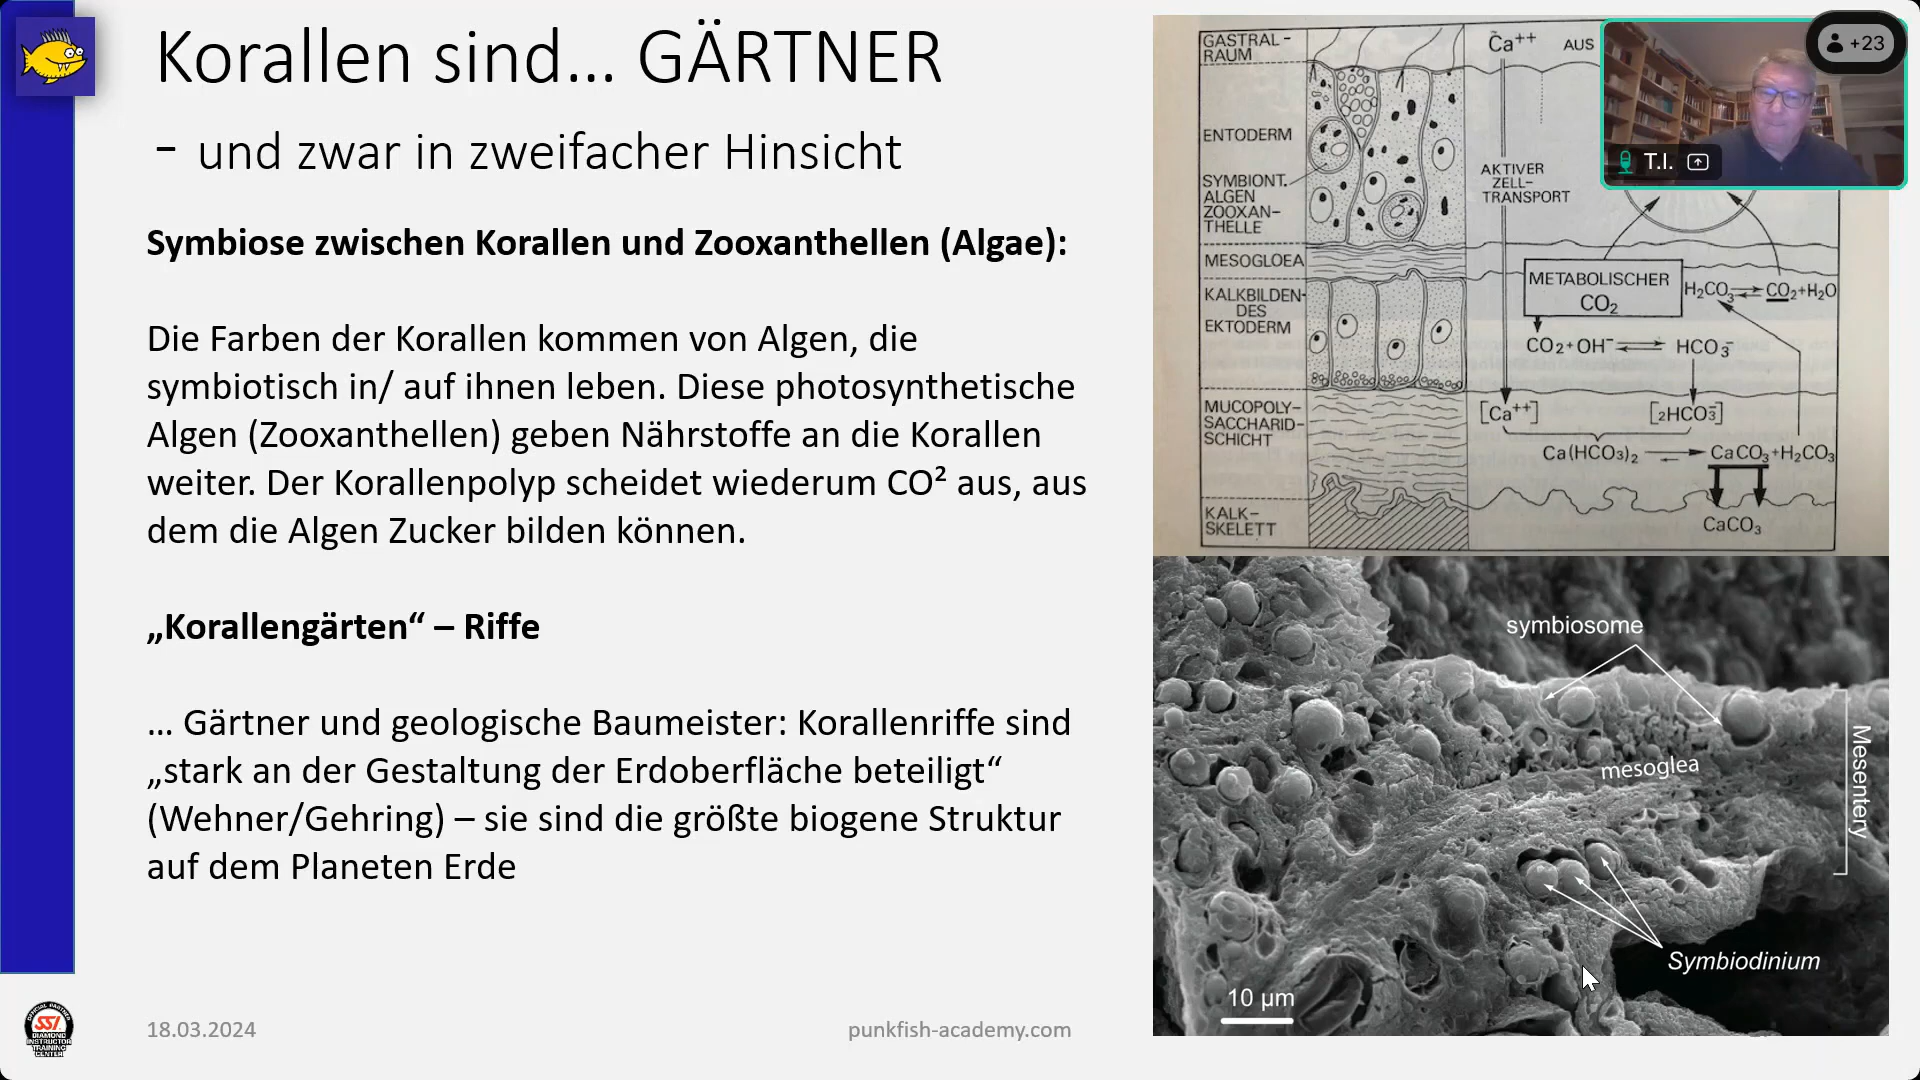 Korallen sind... GÄRTNER
- und zwar in zweifacher Hinsicht
Symbiose zwischen Korallen und Zooxanthellen (Algae):
Die Farben der Korallen kommen von Algen, die
symbiotisch in/ auf ihnen leben. Diese photosynthetische
Algen (Zooxanthellen) geben Nährstoffe an die Korallen
weiter. Der Korallenpolyp scheidet wiederum CO² aus, aus
dem die Algen Zucker bilden können.
„Korallengärten“ – Riffe
... Gärtner und geologische Baumeister: Korallenriffe sind
„stark an der Gestaltung der Erdoberfläche beteiligt“
(Wehner/Gehring) – sie sind die größte biogene Struktur
auf dem Planeten Erde
18.03.2024
punkfish-academy.com
SSI
DIAMOND
INSTRUCTOR
TRAINING
CENTER
GASTRAL-
RAUM
ENTODERM
SYMBIONT.
ALGEN
ZOOXAN-
THELLE
MESOGLOEA
KALKBILDEN-
DES
EKTODERM
MUCOPOLY-
SACCHARID-
SCHICHT
KALK-
SKELETT
Ca++ AUS
AKTIVER
ZELL-
TRANSPORT
METABOLISCHER
CO2
H2CO3 ⇌ CO2+H2O
CO2+OH⁻ ⇌ HCO3⁻
[Ca++]
[2HCO3⁻]
Ca(HCO3)2 ⇌ CaCO3+H2CO3
CaCO3
+23
T.I.
symbiosome
mesoglea
Mesentery
Symbiodinium
10 µm